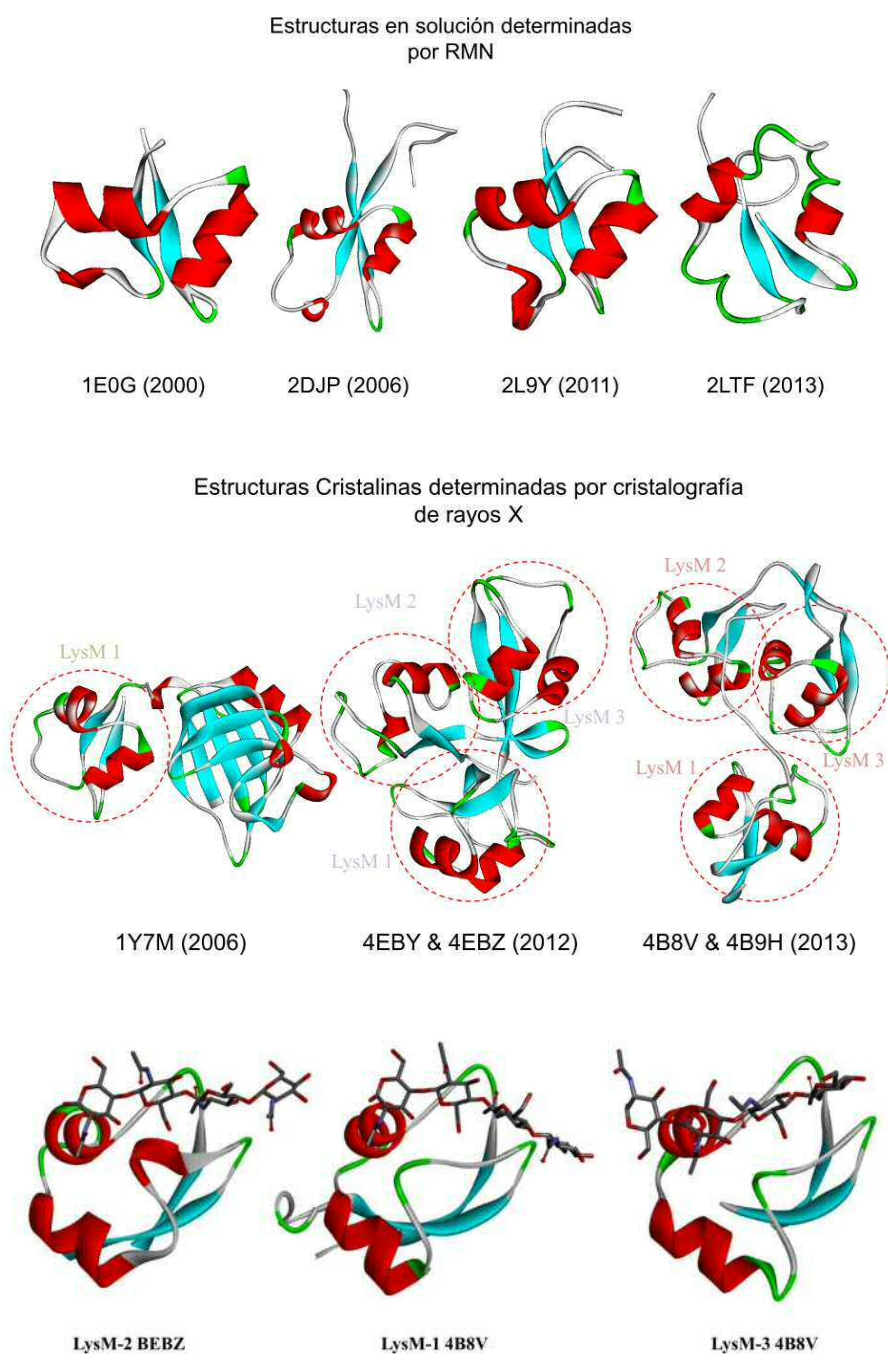 Estructuras en solución determinadas
por RMN
1E0G (2000)
2DJP (2006)
2L9Y (2011)
2LTF (2013)
Estructuras Cristalinas determinadas por cristalografía
de rayos X
LysM 1
LysM 2
LysM 3
LysM 1
LysM 2
LysM 1
LysM 3
1Y7M (2006)
4EBY & 4EBZ (2012)
4B8V & 4B9H (2013)
LysM-2 BEBZ
LysM-1 4B8V
LysM-3 4B8V